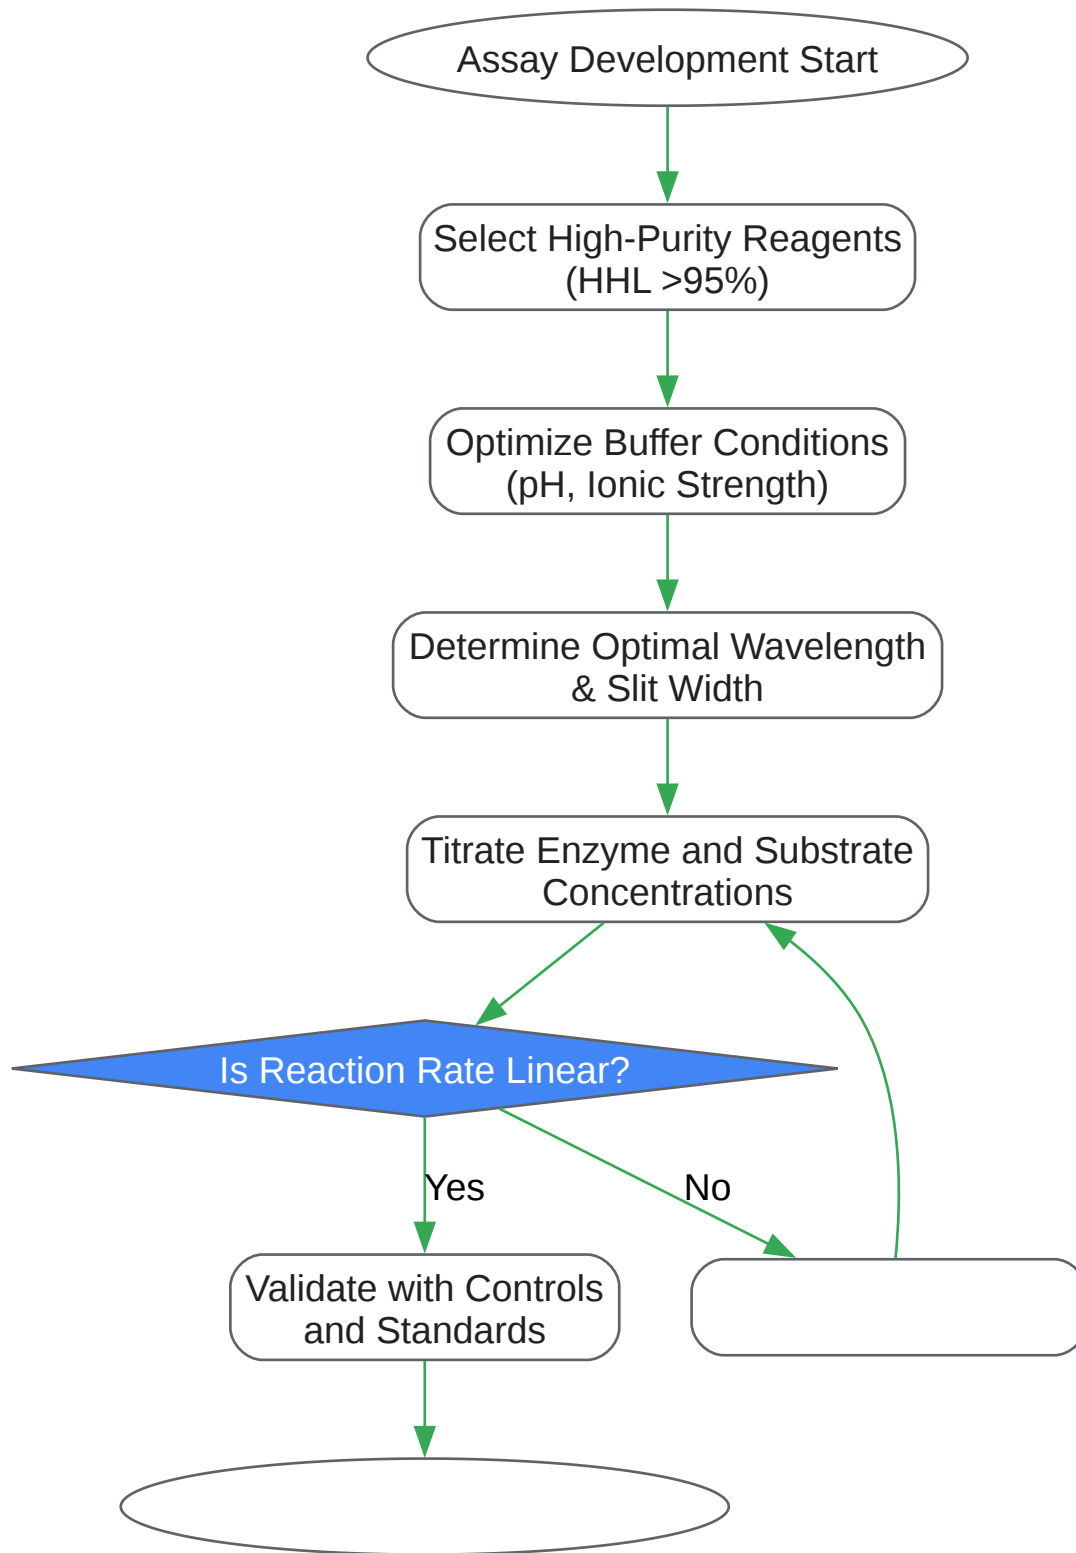 Assay Development Start
Select High-Purity Reagents
(HHL >95%)
Optimize Buffer Conditions
(pH, Ionic Strength)
Determine Optimal Wavelength
& Slit Width
Titrate Enzyme and Substrate
Concentrations
Is Reaction Rate Linear?
Yes
No
Validate with Controls
and Standards